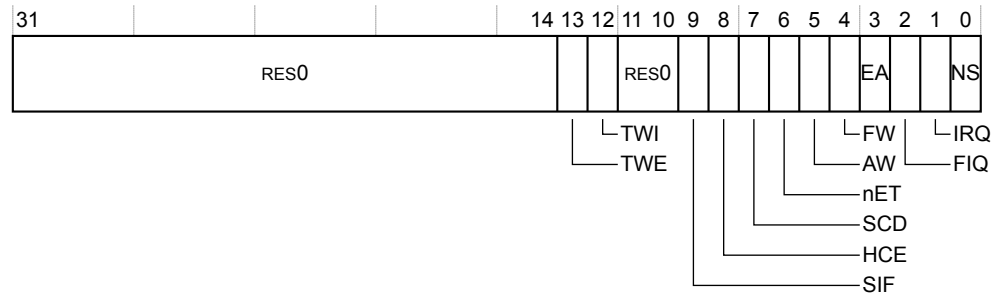 31 14 13 12 11 10 9 8 7 6 5 4 3 2 1 0
RES0 RES0 EA NS
TWI FW IRQ
TWE AW FIQ
nET
SCD
HCE
SIF